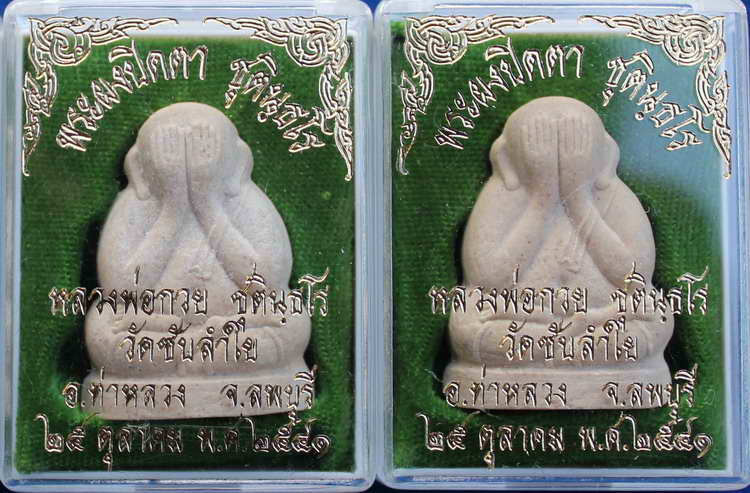 พระผงปิดตา ชุตินฺธโร
หลวงพ่อกวย ชุตินฺธโร
วัดซับลำใย
อ.ท่าหลวง จ.ลพบุรี
๒๕ ตุลาคม พ.ศ.๒๕๔๑
พระผงปิดตา ชุตินฺธโร
หลวงพ่อกวย ชุตินฺธโร
วัดซับลำใย
อ.ท่าหลวง จ.ลพบุรี
๒๕ ตุลาคม พ.ศ.๒๕๔๑